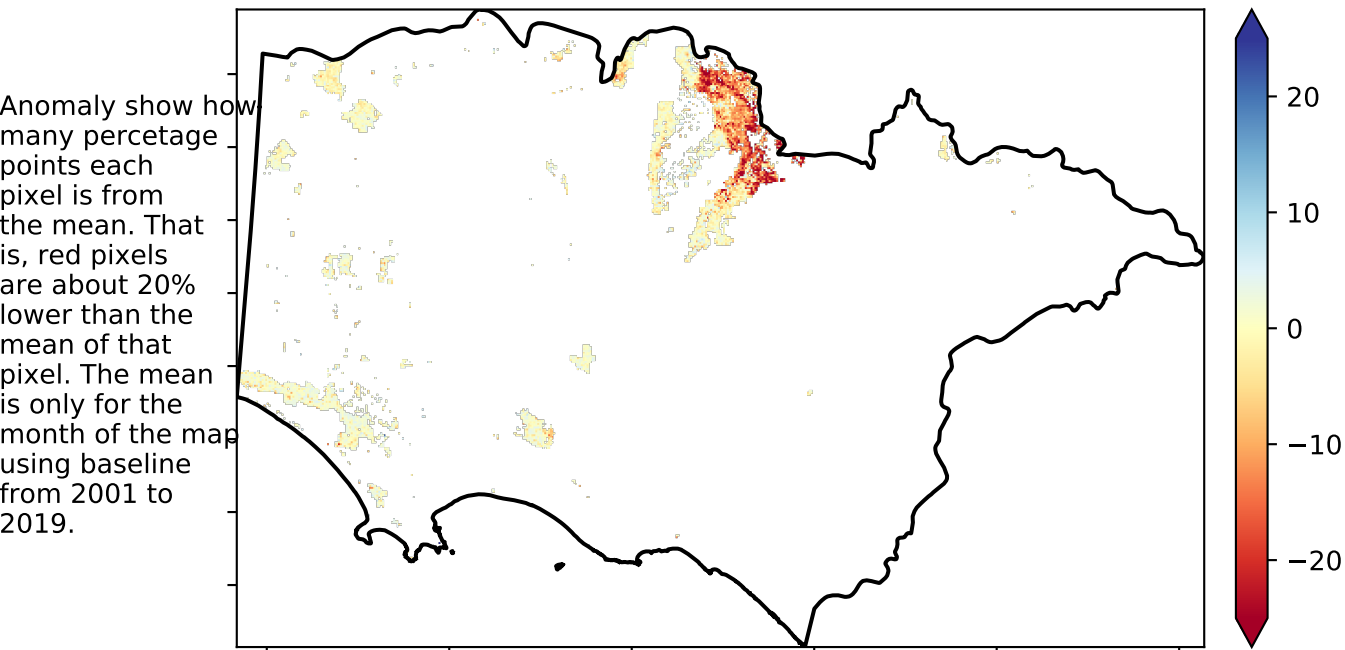 Anomaly show how
many percetage
points each
pixel is from
the mean. That
is, red pixels
are about 20%
lower than the
mean of that
pixel. The mean
is only for the
month of the map
using baseline
from 2001 to
2019.
20
10
0
−10
−20